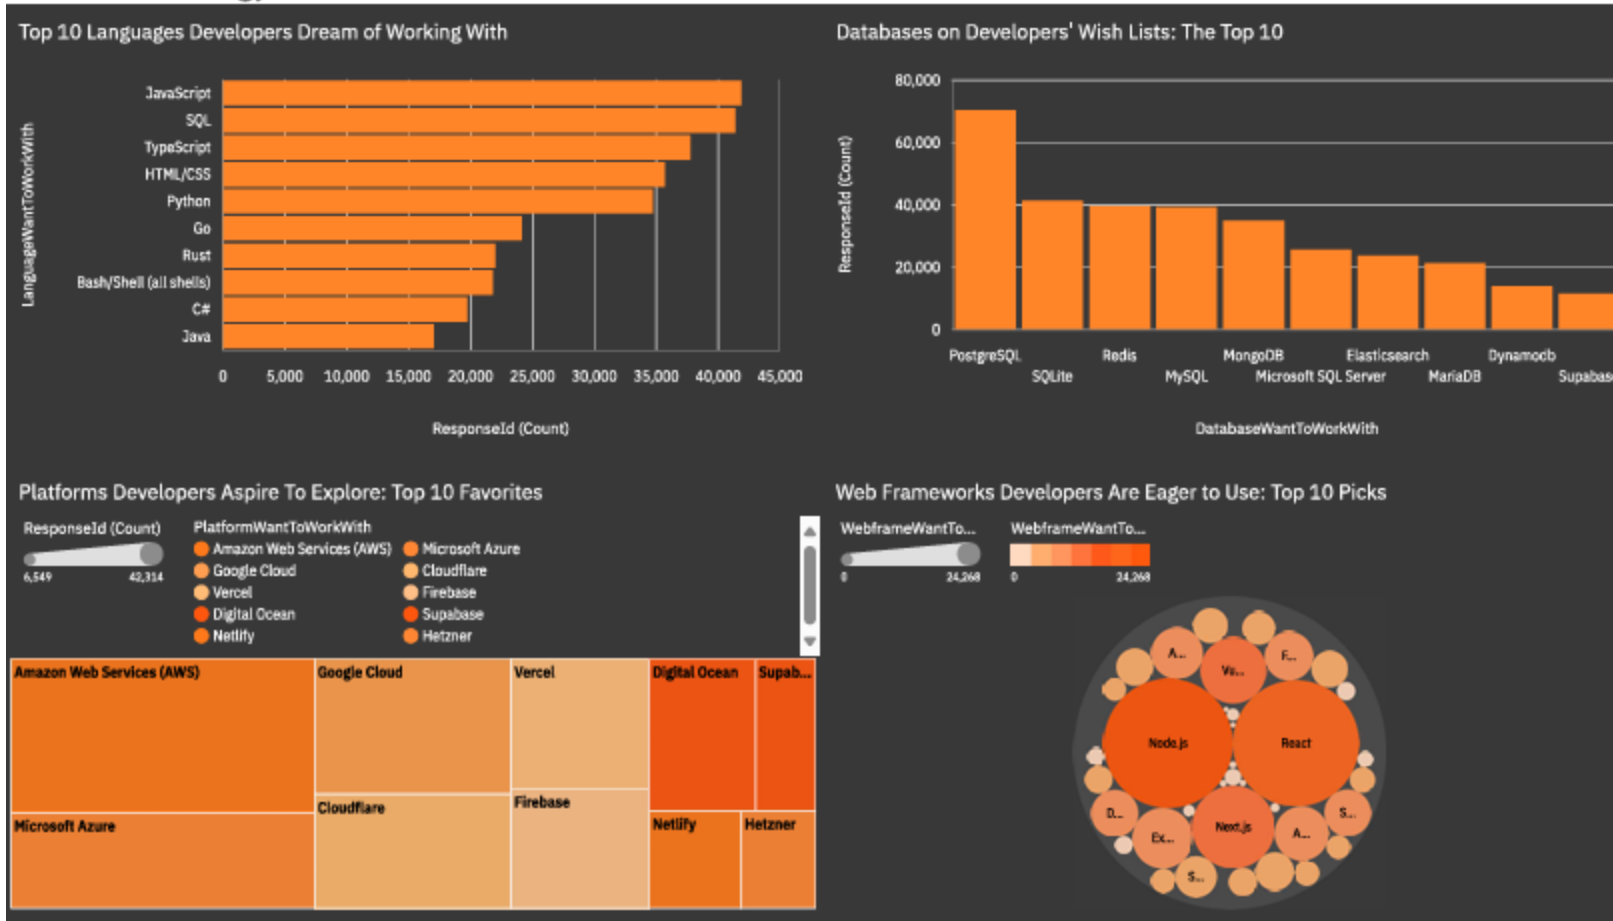 Top 10 Languages Developers Dream of Working With
LanguageWantToWorkWith
JavaScript
SQL
TypeScript
HTML/CSS
Python
Go
Rust
Bash/Shell (all shells)
C#
Java
0 5,000 10,000 15,000 20,000 25,000 30,000 35,000 40,000 45,000
ResponseId (Count)
Databases on Developers' Wish Lists: The Top 10
ResponseId (Count)
80,000
60,000
40,000
20,000
0
PostgreSQL Redis MongoDB Elasticsearch Dynamodb
SQLite MySQL Microsoft SQL Server MariaDB Supabas
DatabaseWantToWorkWith
Platforms Developers Aspire To Explore: Top 10 Favorites
ResponseId (Count)
6,549 42,314
PlatformWantToWorkWith
Amazon Web Services (AWS) Microsoft Azure
Google Cloud Cloudflare
Vercel Firebase
Digital Ocean Supabase
Netlify Hetzner
Amazon Web Services (AWS) Google Cloud Vercel Digital Ocean Supab...
Cloudflare Firebase
Microsoft Azure Netlify Hetzner
Web Frameworks Developers Are Eager to Use: Top 10 Picks
WebframeWantTo... WebframeWantTo...
0 24,268 0 24,268
A... Vu... F...
Node.js React
D... Ex... Next.js A... S...
S...